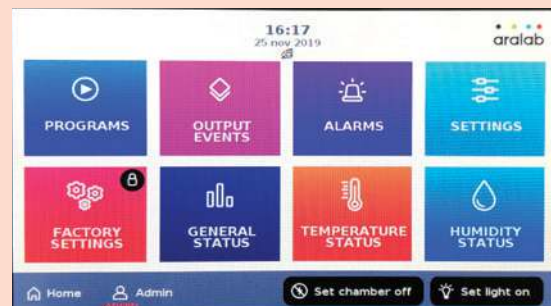 16:17
25 nov 2019
aralab
PROGRAMS
OUTPUT
EVENTS
ALARMS
SETTINGS
FACTORY
SETTINGS
GENERAL
STATUS
TEMPERATURE
STATUS
HUMIDITY
STATUS
Home
Admin
Set chamber off
Set light on